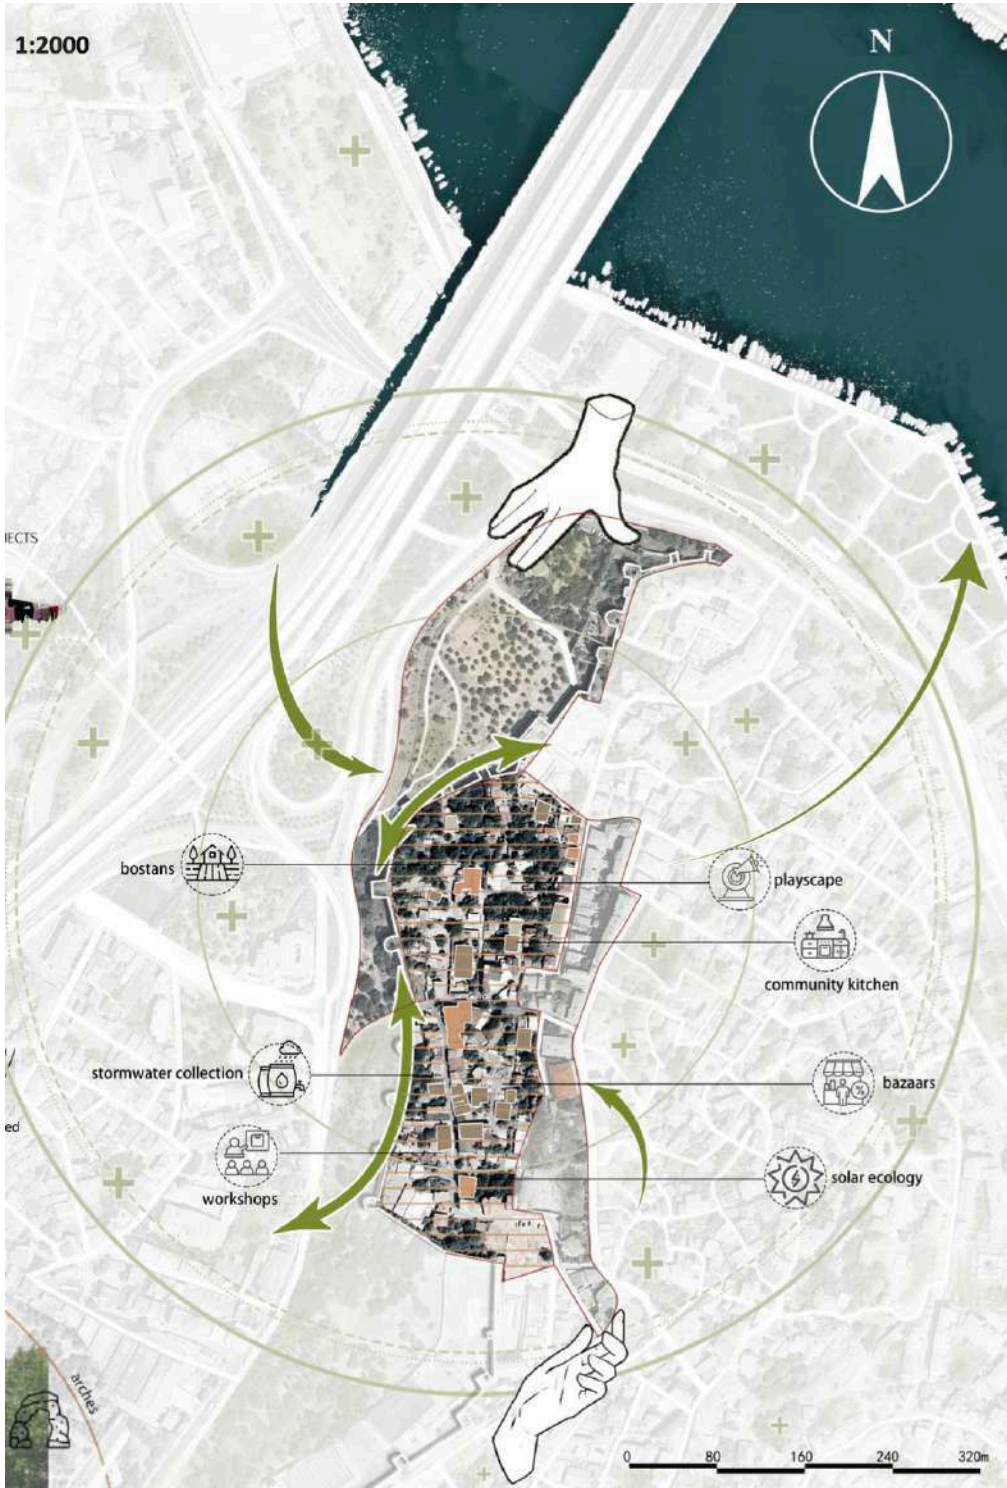 1:2000
N
JECTS
bostans
playscape
community kitchen
stormwater collection
bazaars
ed
workshops
solar ecology
arches
0 80 160 240 320m